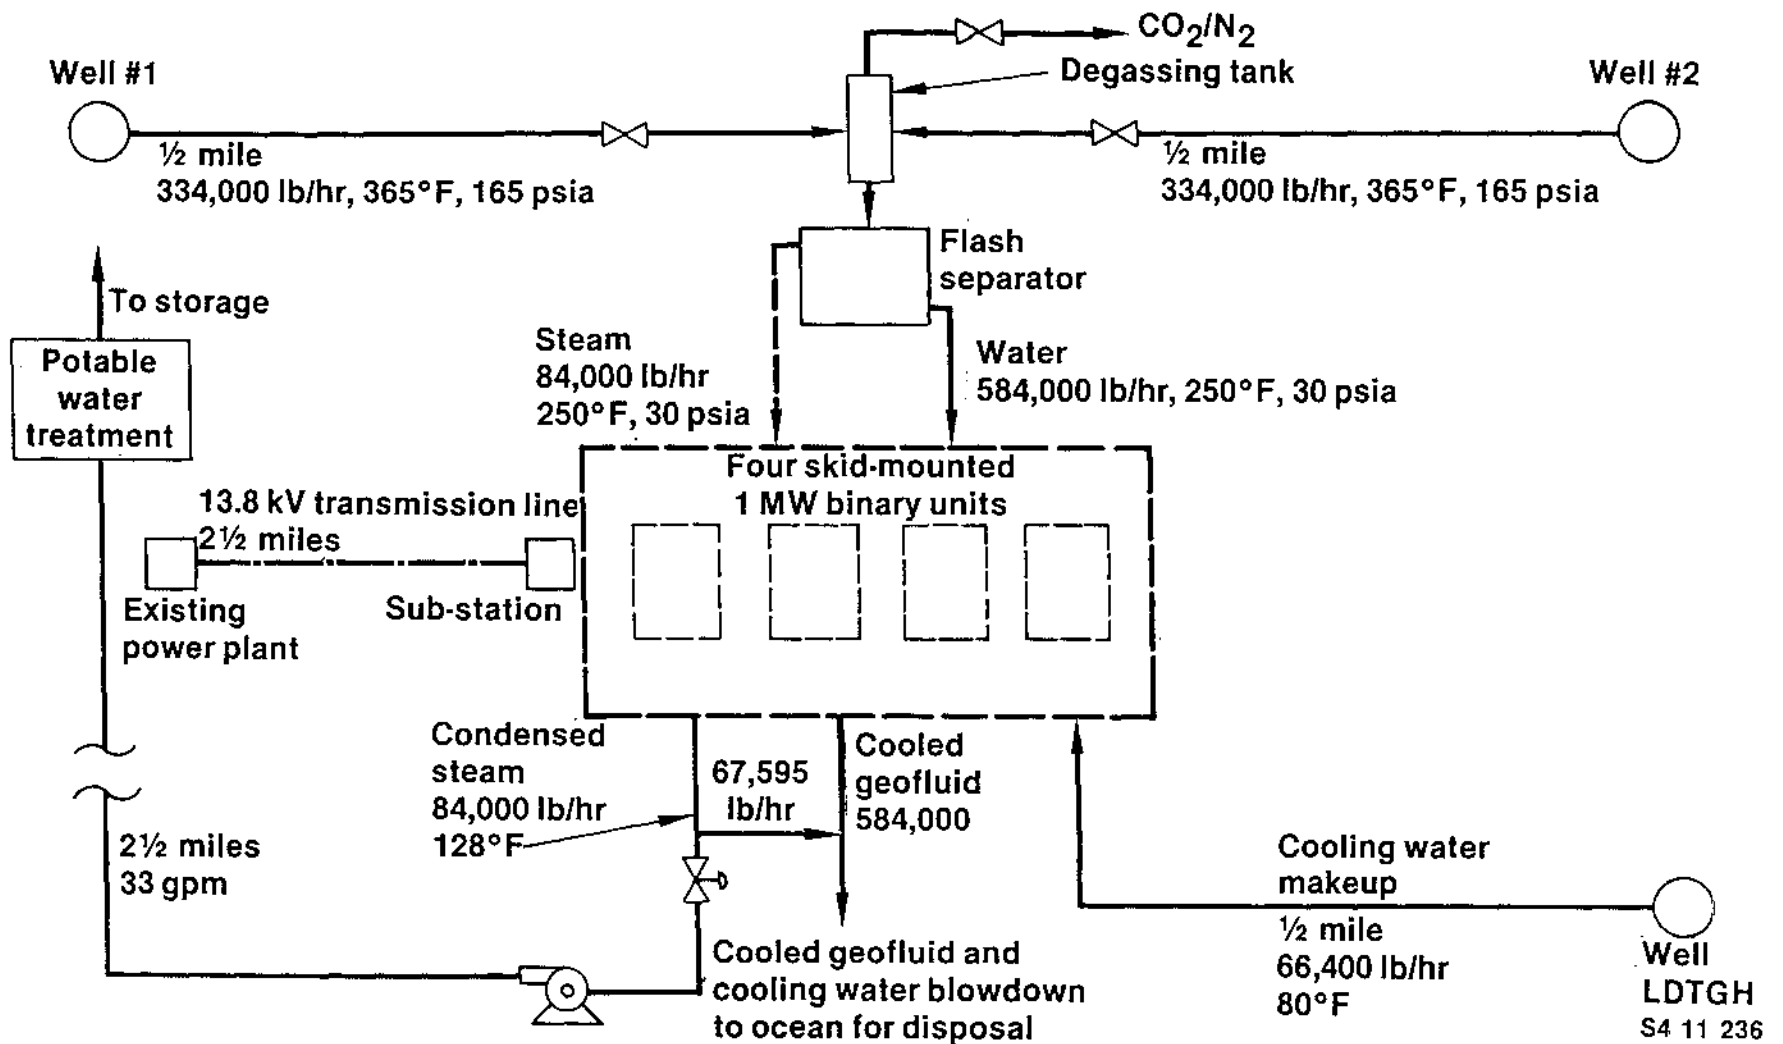 CO2/N2
Degassing tank
Well #1
Well #2
½ mile
334,000 lb/hr, 365°F, 165 psia
½ mile
334,000 lb/hr, 365°F, 165 psia
Flash
separator
To storage
Potable
water
treatment
Steam
84,000 lb/hr
250°F, 30 psia
Water
584,000 lb/hr, 250°F, 30 psia
Four skid-mounted
1 MW binary units
13.8 kV transmission line
2½ miles
Existing
power plant
Sub-station
Condensed
steam
84,000 lb/hr
128°F
67,595
lb/hr
Cooled
geofluid
584,000
2½ miles
33 gpm
Cooling water
makeup
½ mile
66,400 lb/hr
80°F
Cooled geofluid and
cooling water blowdown
to ocean for disposal
Well
LDTGH
S4 11 236